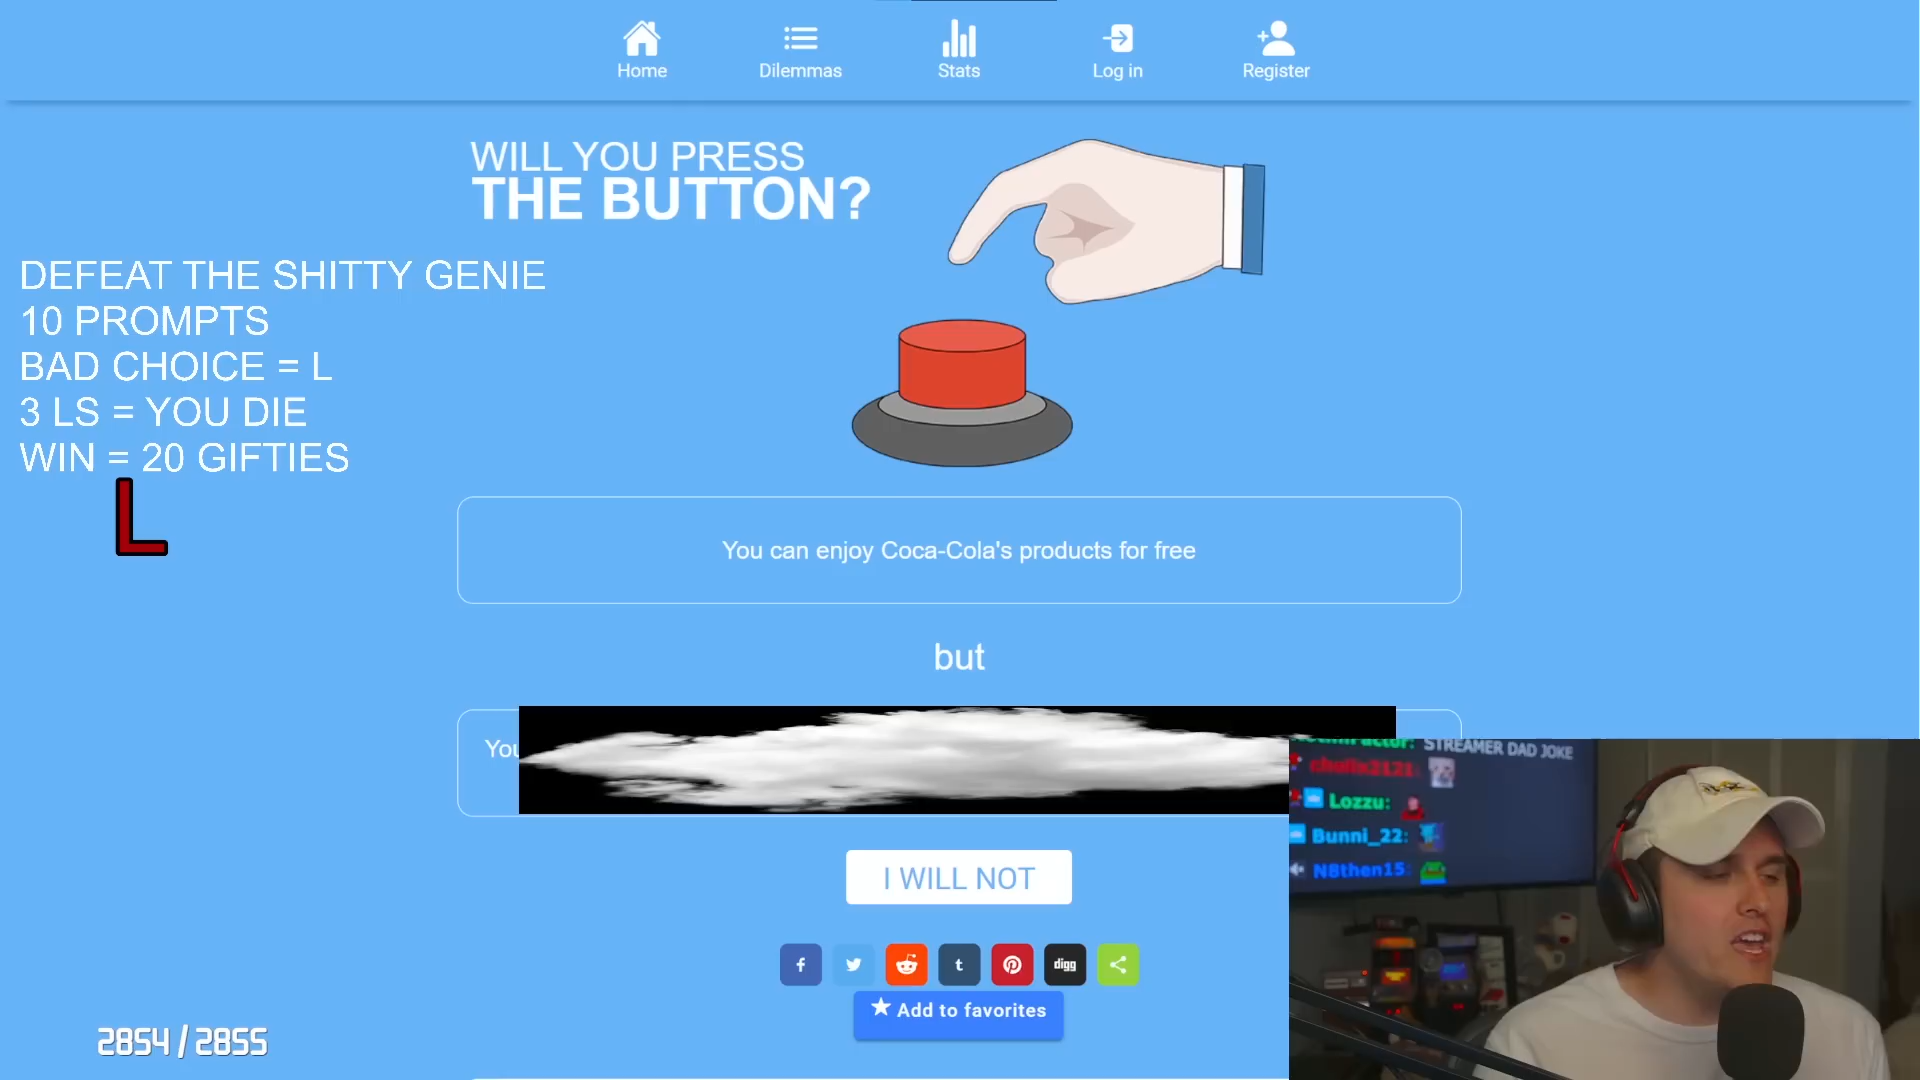 Home
Dilemmas
Stats
Log in
Register
WILL YOU PRESS
THE BUTTON?
DEFEAT THE SHITTY GENIE
10 PROMPTS
BAD CHOICE = L
3 LS = YOU DIE
WIN = 20 GIFTIES
L
You can enjoy Coca-Cola's products for free
but
You
STREAMER DAD JOKE
chulix2121:
Lozzu:
Bunni_22:
N8then15:
I WILL NOT
f
t
digg
Add to favorites
2854 / 2855